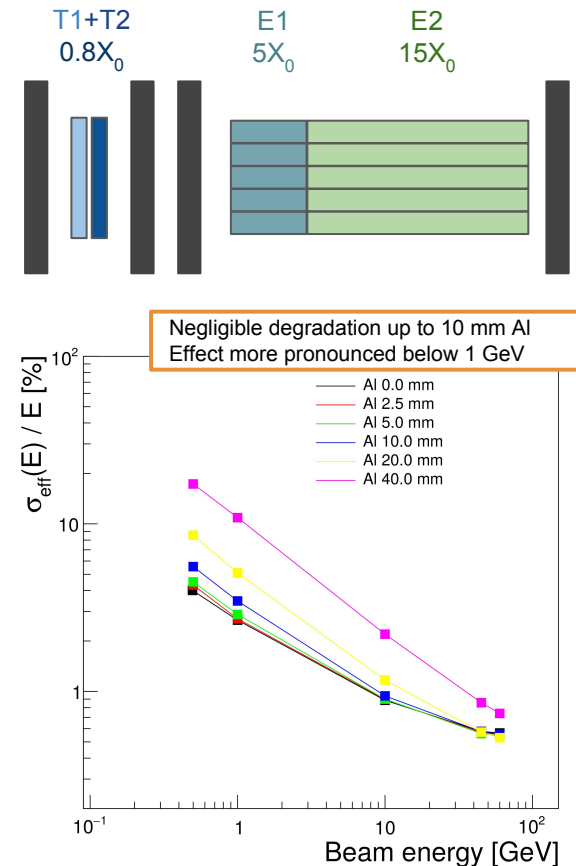 T1+T2 E1 E2
0.8X₀ 5X₀ 15X₀
Negligible degradation up to 10 mm Al
Effect more pronounced below 1 GeV
σeff(E) / E [%]
10²
10
1
Al 0.0 mm
Al 2.5 mm
Al 5.0 mm
Al 10.0 mm
Al 20.0 mm
Al 40.0 mm
10⁻¹ 1 10 10²
Beam energy [GeV]